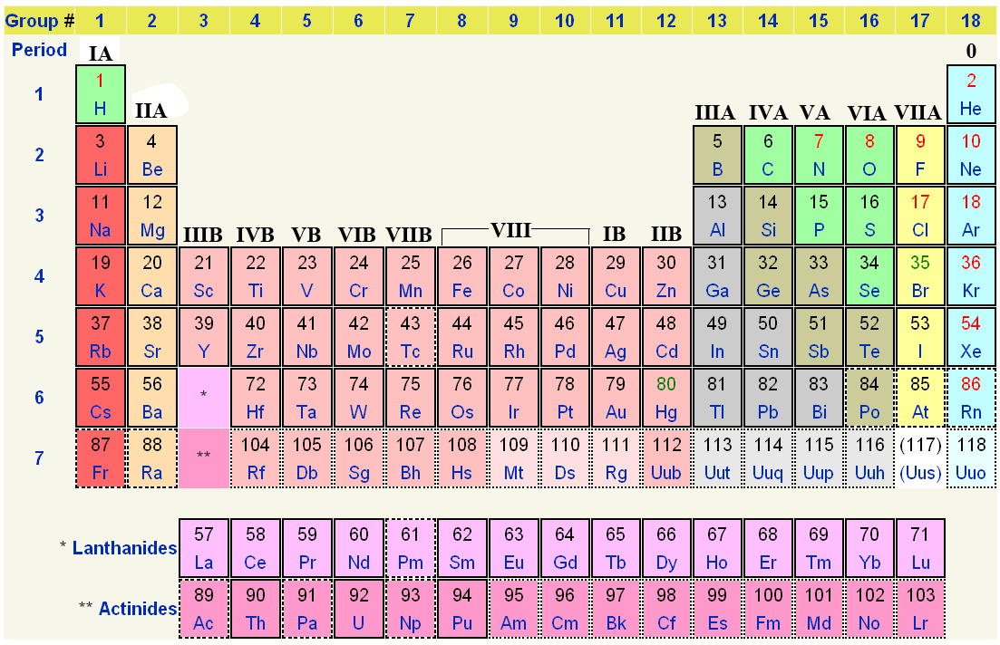 Group # 1 2 3 4 5 6 7 8 9 10 11 12 13 14 15 16 17 18
Period IA 0
1 1 2
H He
IIA IIIA IVA VA VIA VIIA
2 3 4 5 6 7 8 9 10
Li Be B C N O F Ne
3 11 12 13 14 15 16 17 18
Na Mg Al Si P S Cl Ar
IIIB IVB VB VIB VIIB VIII IB IIB
4 19 20 21 22 23 24 25 26 27 28 29 30 31 32 33 34 35 36
K Ca Sc Ti V Cr Mn Fe Co Ni Cu Zn Ga Ge As Se Br Kr
5 37 38 39 40 41 42 43 44 45 46 47 48 49 50 51 52 53 54
Rb Sr Y Zr Nb Mo Tc Ru Rh Pd Ag Cd In Sn Sb Te I Xe
6 55 56 * 72 73 74 75 76 77 78 79 80 81 82 83 84 85 86
Cs Ba Hf Ta W Re Os Ir Pt Au Hg Tl Pb Bi Po At Rn
7 87 88 ** 104 105 106 107 108 109 110 111 112 113 114 115 116 (117) 118
Fr Ra Rf Db Sg Bh Hs Mt Ds Rg Uub Uut Uuq Uup Uuh (Uus) Uuo
* Lanthanides 57 58 59 60 61 62 63 64 65 66 67 68 69 70 71
La Ce Pr Nd Pm Sm Eu Gd Tb Dy Ho Er Tm Yb Lu
** Actinides 89 90 91 92 93 94 95 96 97 98 99 100 101 102 103
Ac Th Pa U Np Pu Am Cm Bk Cf Es Fm Md No Lr